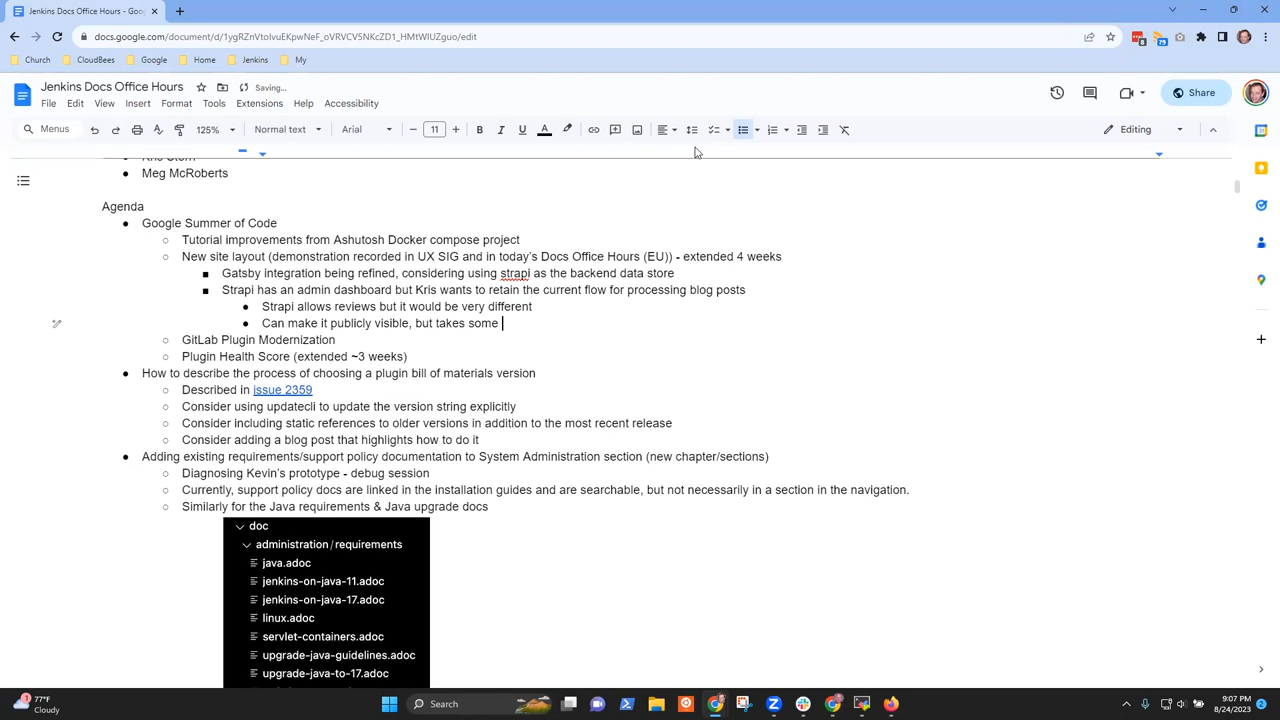 Jenkins Docs Office Hours - Goo
docs.google.com/document/d/1ygRZnVtoIvuEKpwNeF_oVRVCV5NKcZD1_HMtWlUZguo/edit
Church CloudBees Google Home Jenkins My
Jenkins Docs Office Hours Saving...
File Edit View Insert Format Tools Extensions Help Accessibility
Share
Menus 125% Normal text Arial 11 B I U A Editing
Meg McRoberts
Agenda
● Google Summer of Code
○ Tutorial improvements from Ashutosh Docker compose project
○ New site layout (demonstration recorded in UX SIG and in today's Docs Office Hours (EU)) - extended 4 weeks
■ Gatsby integration being refined, considering using strapi as the backend data store
■ Strapi has an admin dashboard but Kris wants to retain the current flow for processing blog posts
● Strapi allows reviews but it would be very different
● Can make it publicly visible, but takes some
○ GitLab Plugin Modernization
○ Plugin Health Score (extended ~3 weeks)
● How to describe the process of choosing a plugin bill of materials version
○ Described in issue 2359
○ Consider using updatecli to update the version string explicitly
○ Consider including static references to older versions in addition to the most recent release
○ Consider adding a blog post that highlights how to do it
● Adding existing requirements/support policy documentation to System Administration section (new chapter/sections)
○ Diagnosing Kevin's prototype - debug session
○ Currently, support policy docs are linked in the installation guides and are searchable, but not necessarily in a section in the navigation.
○ Similarly for the Java requirements & Java upgrade docs
doc
administration/requirements
java.adoc
jenkins-on-java-11.adoc
jenkins-on-java-17.adoc
linux.adoc
servlet-containers.adoc
upgrade-java-guidelines.adoc
upgrade-java-to-17.adoc
77°F
Cloudy
Search
9:07 PM
8/24/2023